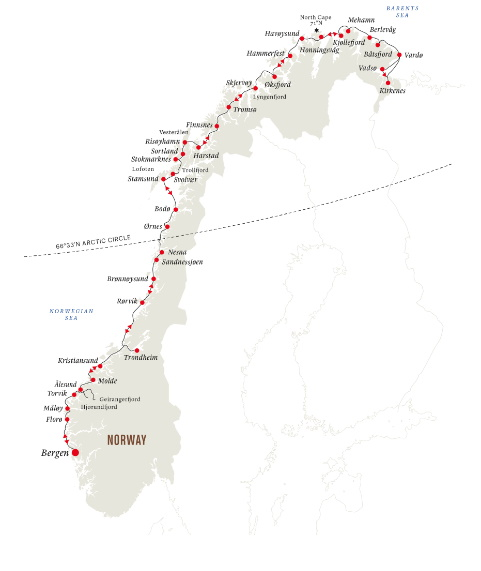 BARENTS
SEA
North Cape
71°N
Mehamn
Berlevåg
Havøysund
Kjøllefjord
Honningsvåg
Båtsfjord
Vardø
Hammerfest
Vadsø
Kirkenes
Skjervøy
Øksfjord
Lyngenfjord
Tromsø
Finnsnes
Vesterålen
Risøyhamn
Harstad
Sortland
Stokmarknes
Lofoten
Trollfjord
Stamsund
Svolvær
Bodø
Ørnes
66°33'N ARCTIC CIRCLE
Nesna
Sandnessjøen
Brønnøysund
Rørvik
NORWEGIAN
SEA
Trondheim
Kristiansund
Molde
Ålesund
Torvik
Geirangerfjord
Hjørundfjord
Måløy
Florø
NORWAY
Bergen